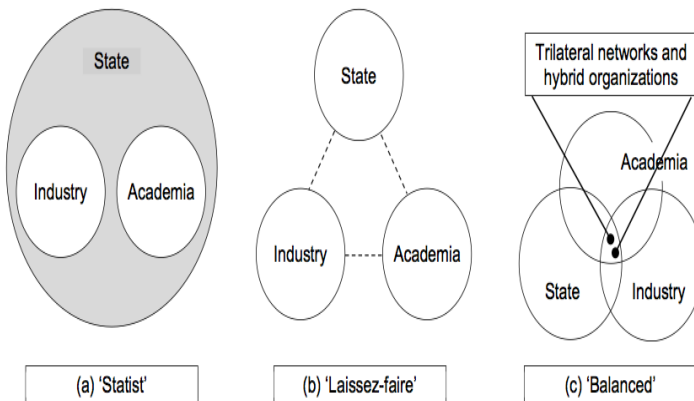 State
Industry
Academia
(a) ‘Statist’
State
Industry
Academia
(b) ‘Laissez-faire’
Trilateral networks and
hybrid organizations
Academia
State
Industry
(c) ‘Balanced’